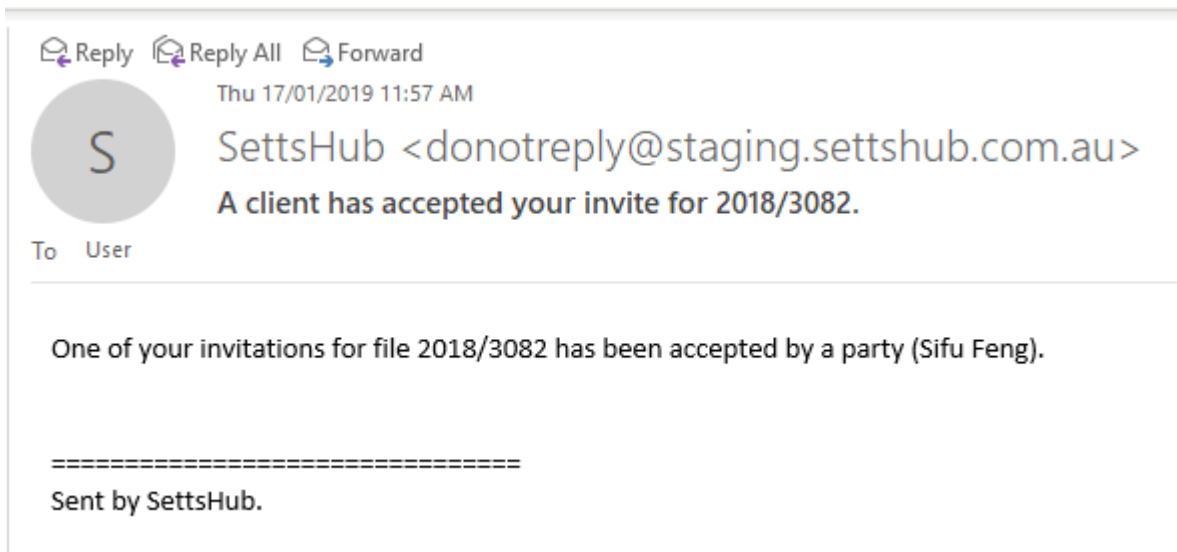 Reply Reply All Forward
Thu 17/01/2019 11:57 AM
S
SettsHub <donotreply@staging.settshub.com.au>
A client has accepted your invite for 2018/3082.
To User
One of your invitations for file 2018/3082 has been accepted by a party (Sifu Feng).
================================
Sent by SettsHub.